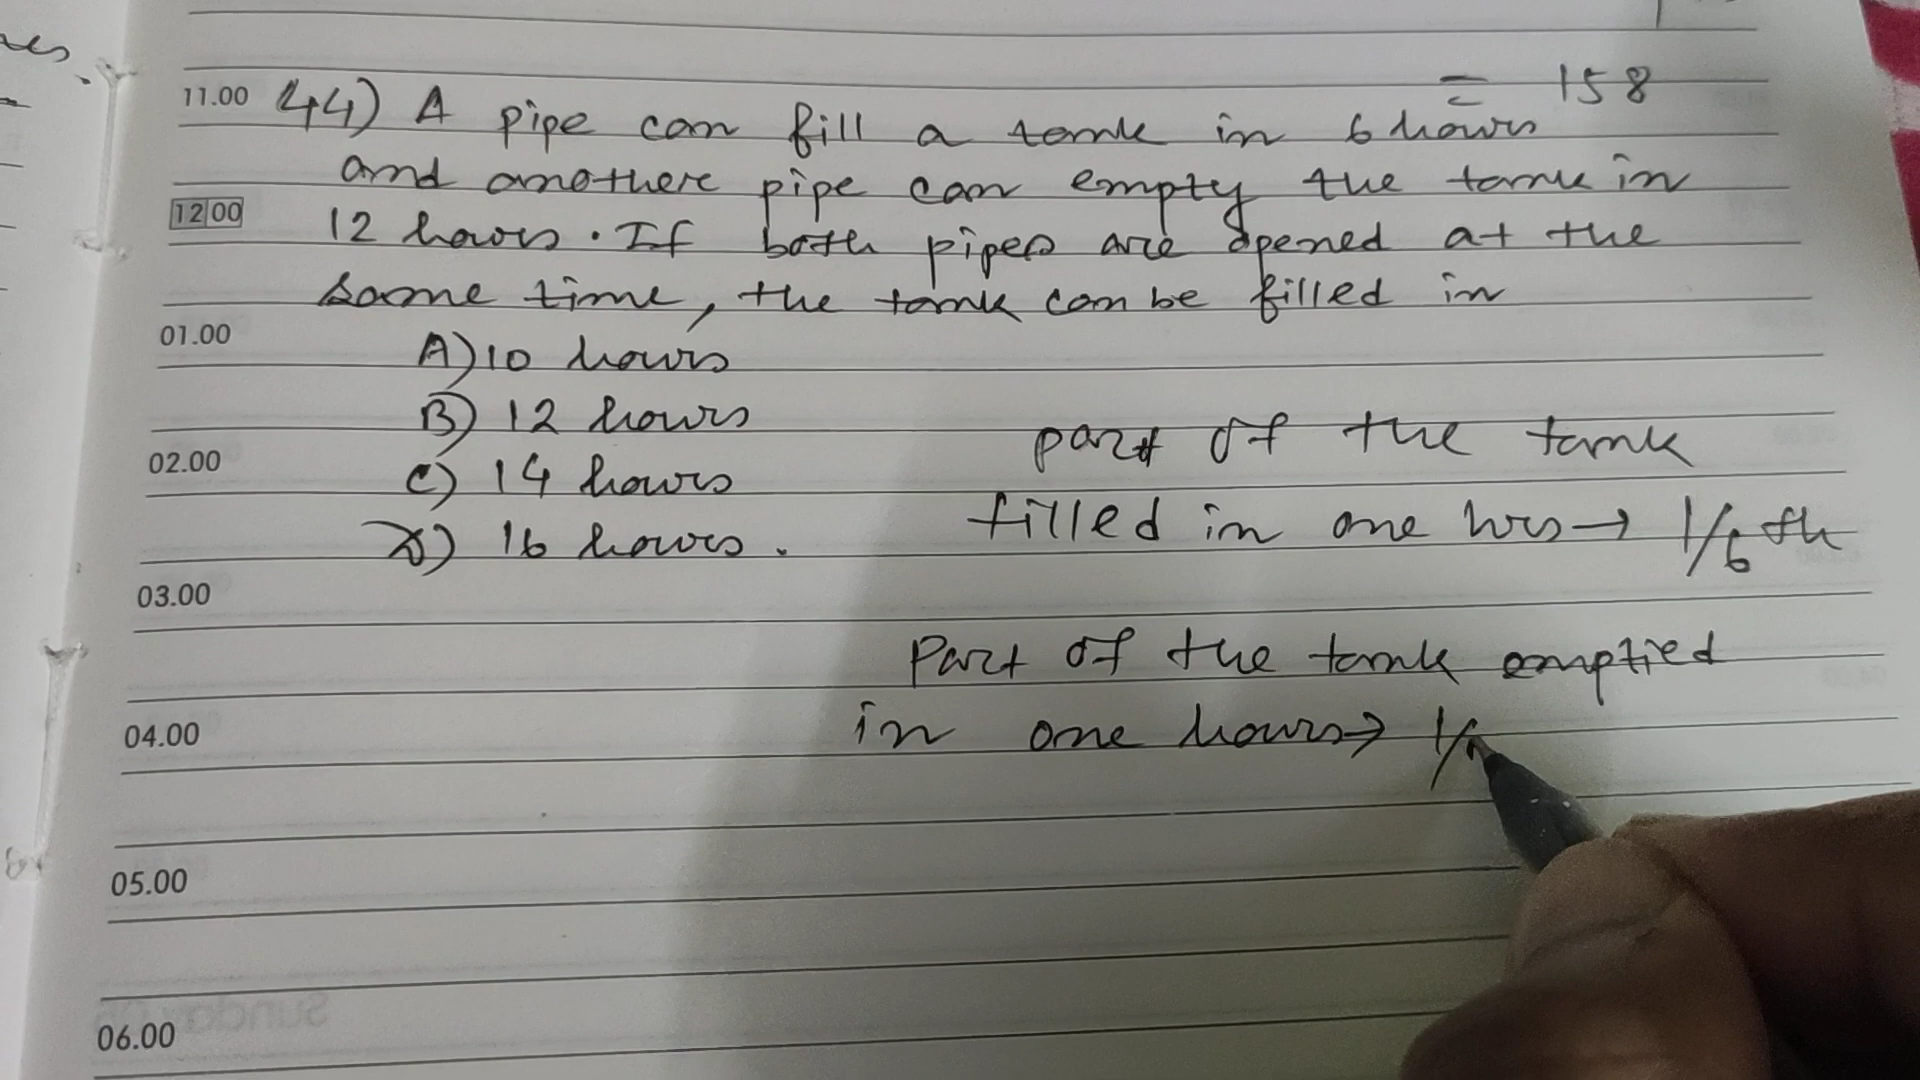 = 158
11.00 44) A pipe can fill a tank in 6 hours
and another pipe can empty the tank in
12 00 12 hours. If both pipes are opened at the
same time, the tank can be filled in
01.00
A) 10 hours
B) 12 hours
02.00
C) 14 hours
D) 16 hours.
part of the tank
filled in one hrs → 1/6 th
03.00
Part of the tank emptied
04.00 in one hours → 1/
05.00
06.00